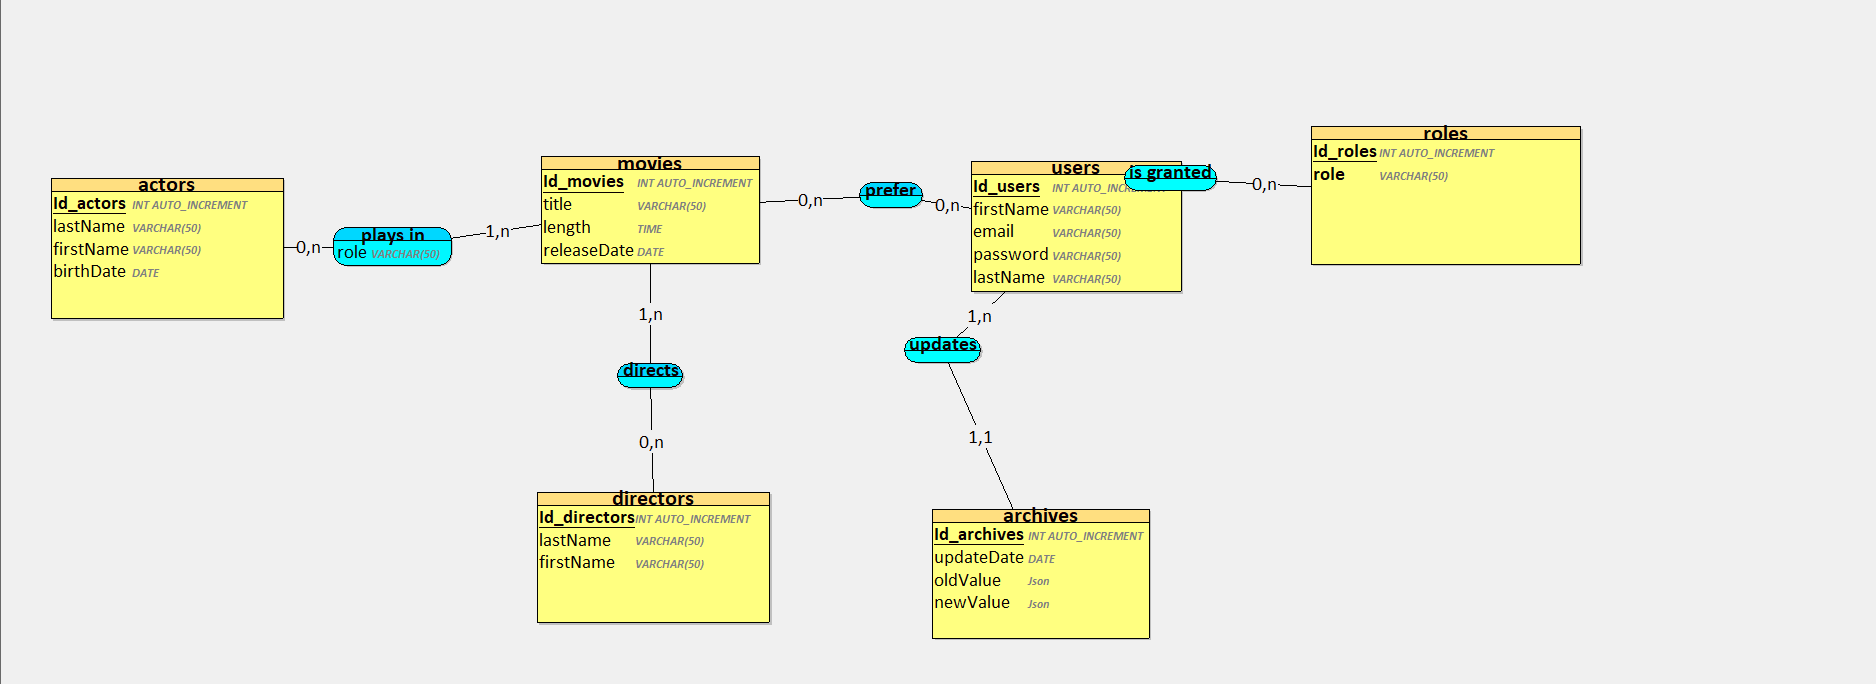 actors
Id_actors INT AUTO_INCREMENT
lastName VARCHAR(50)
firstName VARCHAR(50)
birthDate DATE
0,n
plays in
role VARCHAR(50)
1,n
movies
Id_movies INT AUTO_INCREMENT
title VARCHAR(50)
length TIME
releaseDate DATE
0,n
prefer
0,n
users
Id_users INT AUTO_INCREMENT
firstName VARCHAR(50)
email VARCHAR(50)
password VARCHAR(50)
lastName VARCHAR(50)
is granted
0,n
roles
Id_roles INT AUTO_INCREMENT
role VARCHAR(50)
1,n
directs
0,n
directors
Id_directors INT AUTO_INCREMENT
lastName VARCHAR(50)
firstName VARCHAR(50)
1,n
updates
1,1
archives
Id_archives INT AUTO_INCREMENT
updateDate DATE
oldValue Json
newValue Json